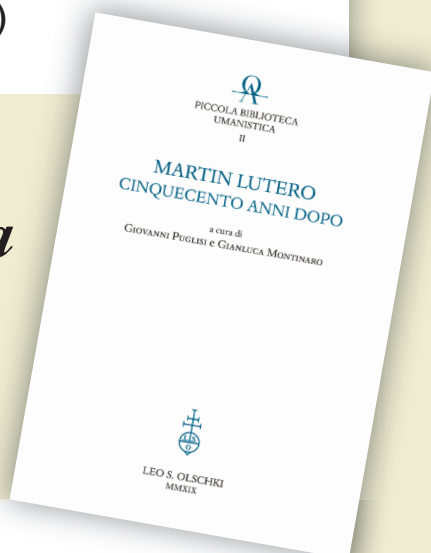 )
a
PICCOLA BIBLIOTECA
UMANISTICA
II
MARTIN LUTERO
CINQUECENTO ANNI DOPO
a cura di
GIOVANNI PUGLISI e GIANLUCA MONTINARO
LEO S. OLSCHKI
MMXIX